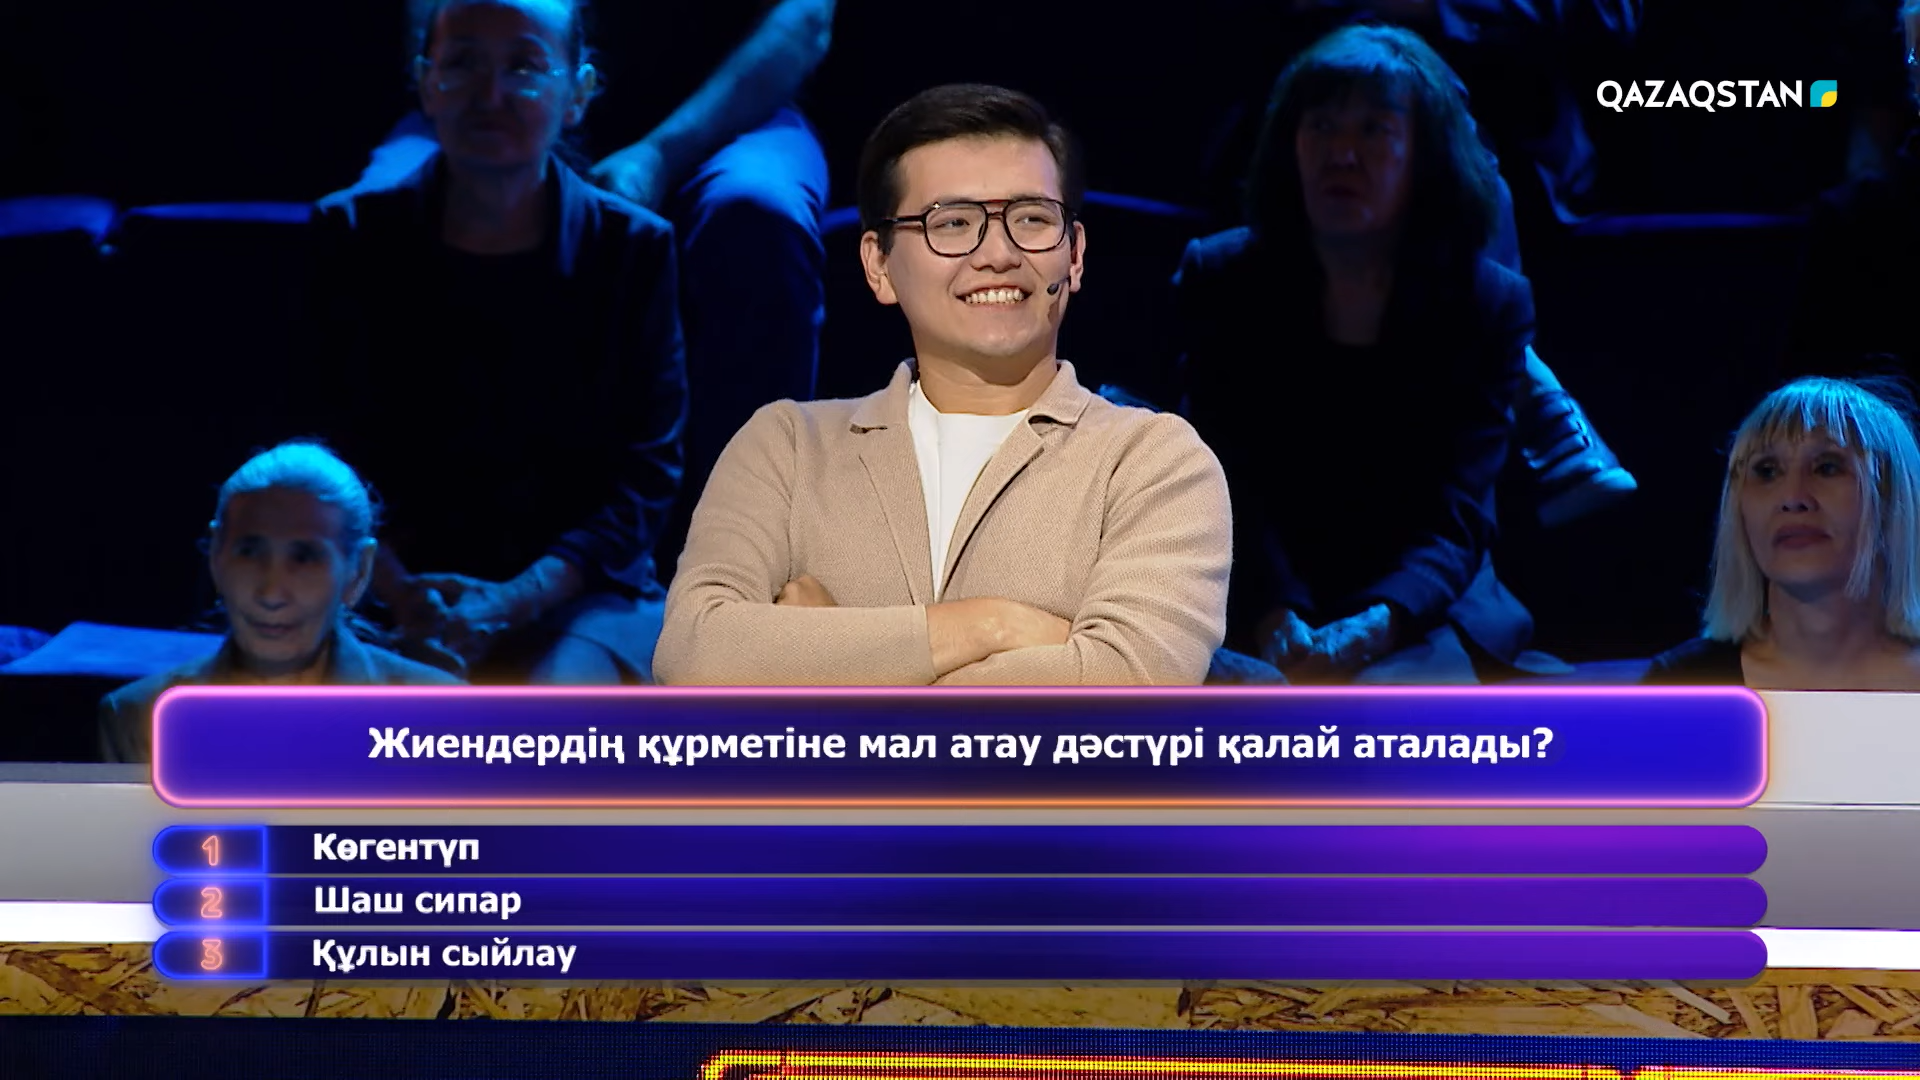 QAZAQSTAN
Жиендердің құрметіне мал атау дәстүрі қалай аталады?
1 Көгентүп
2 Шаш сипар
3 Құлын сыйлау